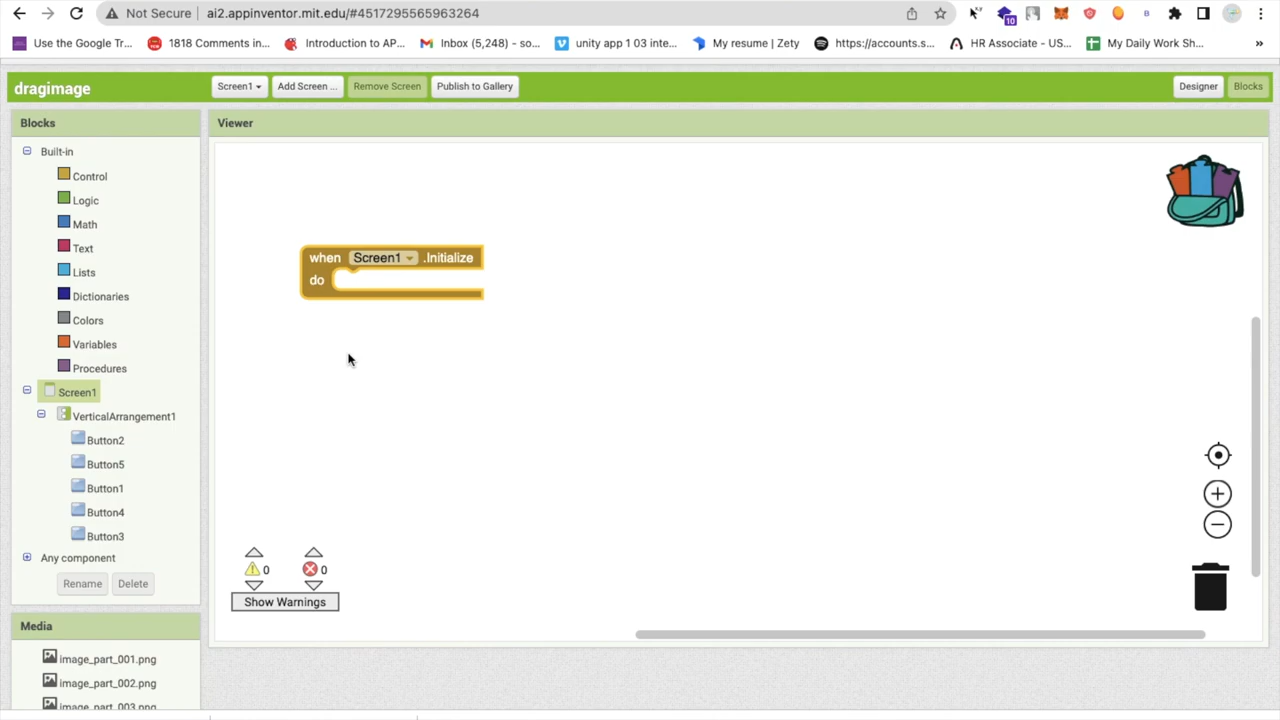 Not Secure | ai2.appinventor.mit.edu/#4517295565963264
10
Use the Google Tr...
1818 Comments in...
Introduction to AP...
Inbox (5,248) - so...
unity app 1 03 inte...
My resume | Zety
https://accounts.s...
HR Associate - US...
My Daily Work Sh...
»
dragimage
Screen1
Add Screen ...
Remove Screen
Publish to Gallery
Designer
Blocks
Blocks
Viewer
Built-in
Control
Logic
Math
Text
Lists
Dictionaries
Colors
Variables
Procedures
Screen1
VerticalArrangement1
Button2
Button5
Button1
Button4
Button3
Any component
Rename
Delete
Media
image_part_001.png
image_part_002.png
image_part_003.png
when Screen1 .Initialize
do
0
0
Show Warnings